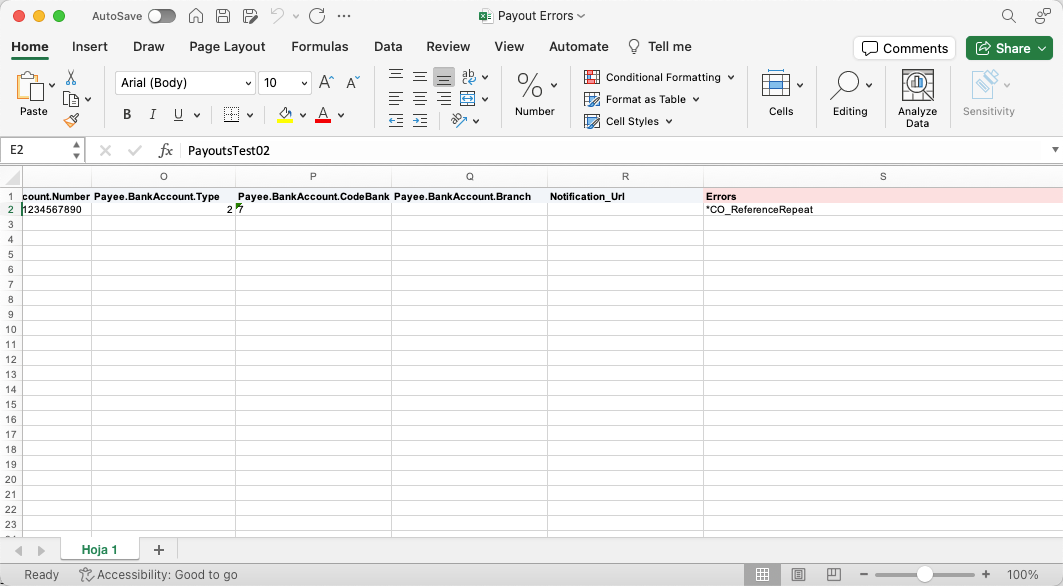 AutoSave
Payout Errors
Home Insert Draw Page Layout Formulas Data Review View Automate Tell me
Comments
Share
Paste
Arial (Body)
10
A A
B I U
A
ab
%
Number
Conditional Formatting
Format as Table
Cell Styles
Cells
Editing
Analyze
Data
Sensitivity
E2
fx
PayoutsTest02
O P Q R S
1 count.Number Payee.BankAccount.Type Payee.BankAccount.CodeBank Payee.BankAccount.Branch Notification_Url Errors
2 1234567890 2 7 *CO_ReferenceRepeat
3
4
5
6
7
8
9
10
11
12
13
14
15
16
17
18
19
20
21
22
23
Hoja 1
+
Ready
Accessibility: Good to go
− + 100%